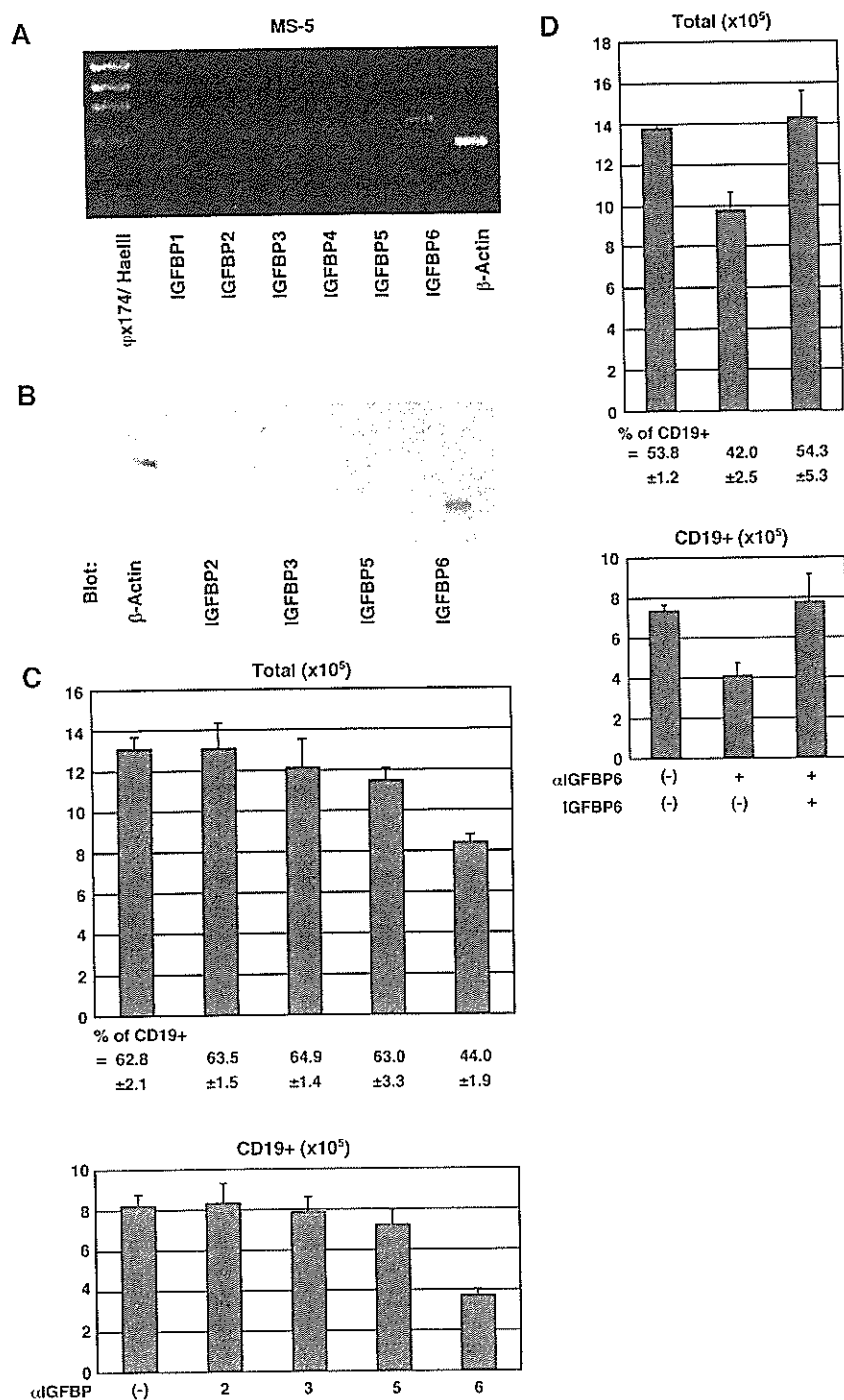 A
MS-5
φx174/ HaeIII
IGFBP1
IGFBP2
IGFBP3
IGFBP4
IGFBP5
IGFBP6
β-Actin
B
Blot:
β-Actin
IGFBP2
IGFBP3
IGFBP5
IGFBP6
C
Total (x10⁵)
16
14
12
10
8
6
4
2
0
% of CD19+
= 62.8 63.5 64.9 63.0 44.0
±2.1 ±1.5 ±1.4 ±3.3 ±1.9
CD19+ (x10⁵)
10
8
6
4
2
0
αIGFBP (-) 2 3 5 6
D
Total (x10⁵)
18
16
14
12
10
8
6
4
2
0
% of CD19+
= 53.8 42.0 54.3
±1.2 ±2.5 ±5.3
CD19+ (x10⁵)
10
8
6
4
2
0
αIGFBP6 (-) + +
IGFBP6 (-) (-) +